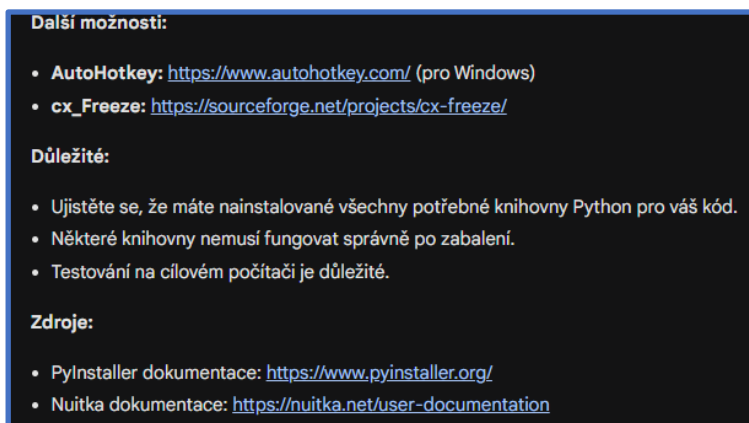 Další možnosti:
• AutoHotkey: https://www.autohotkey.com/ (pro Windows)
• cx_Freeze: https://sourceforge.net/projects/cx-freeze/
Důležité:
• Ujistěte se, že máte nainstalované všechny potřebné knihovny Python pro váš kód.
• Některé knihovny nemusí fungovat správně po zabalení.
• Testování na cílovém počítači je důležité.
Zdroje:
• PyInstaller dokumentace: https://www.pyinstaller.org/
• Nuitka dokumentace: https://nuitka.net/user-documentation